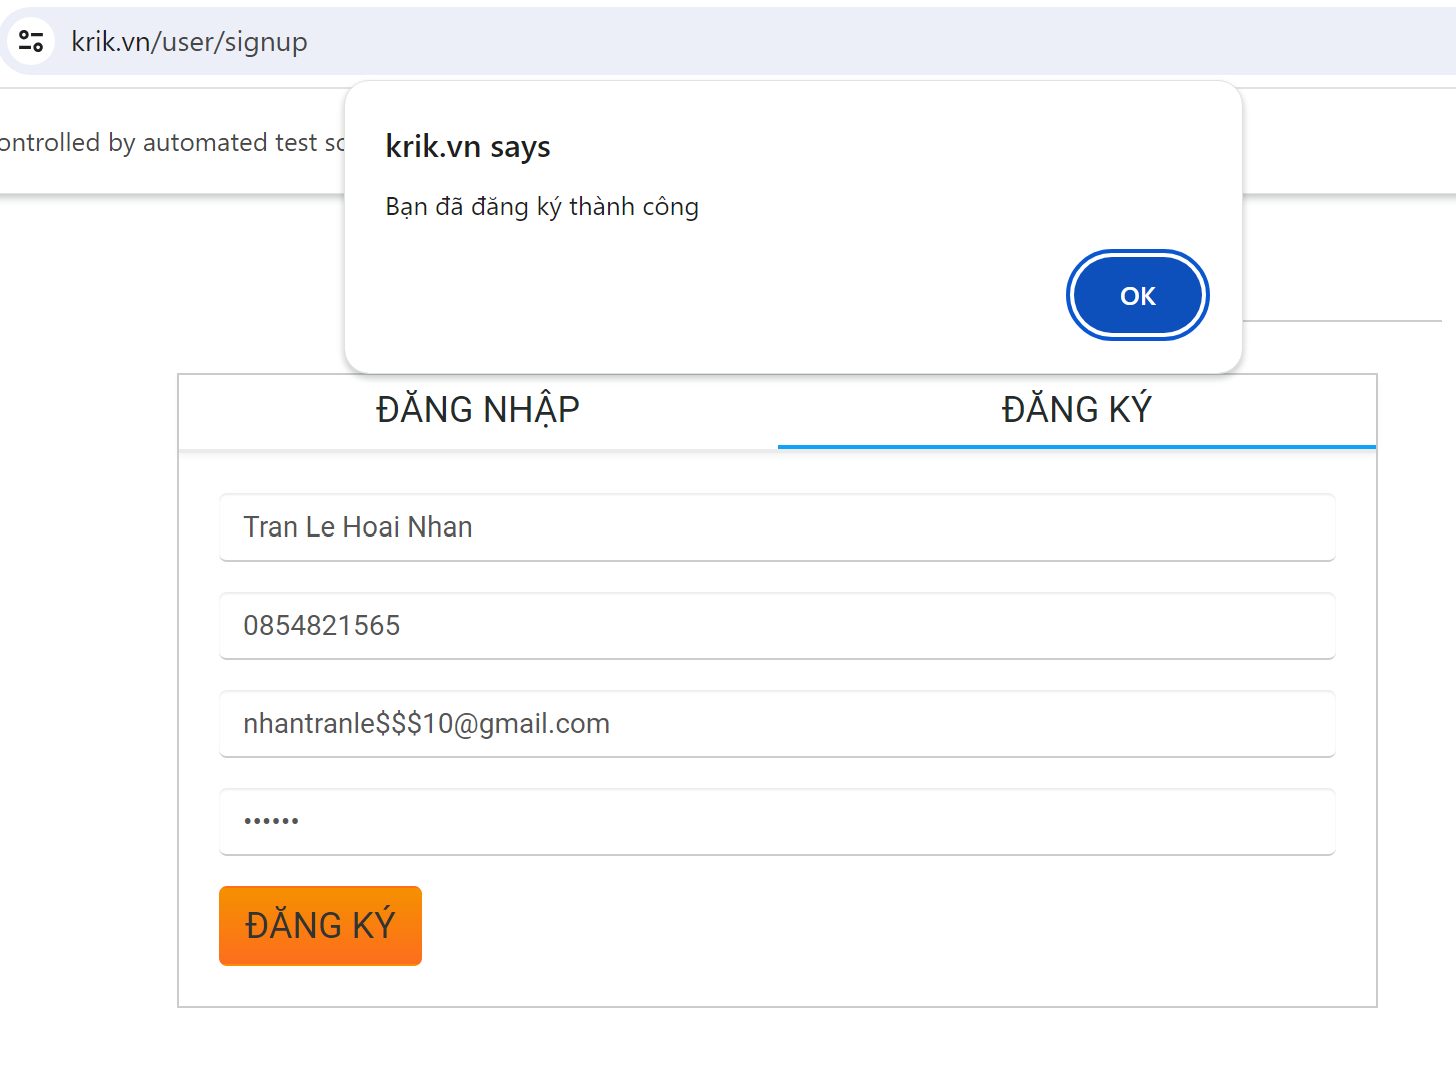 krik.vn/user/signup
ontrolled by automated test
krik.vn says
Bạn đã đăng ký thành công
OK
ĐĂNG NHẬP
ĐĂNG KÝ
Tran Le Hoai Nhan
0854821565
nhantranle$$$10@gmail.com
••••••
ĐĂNG KÝ